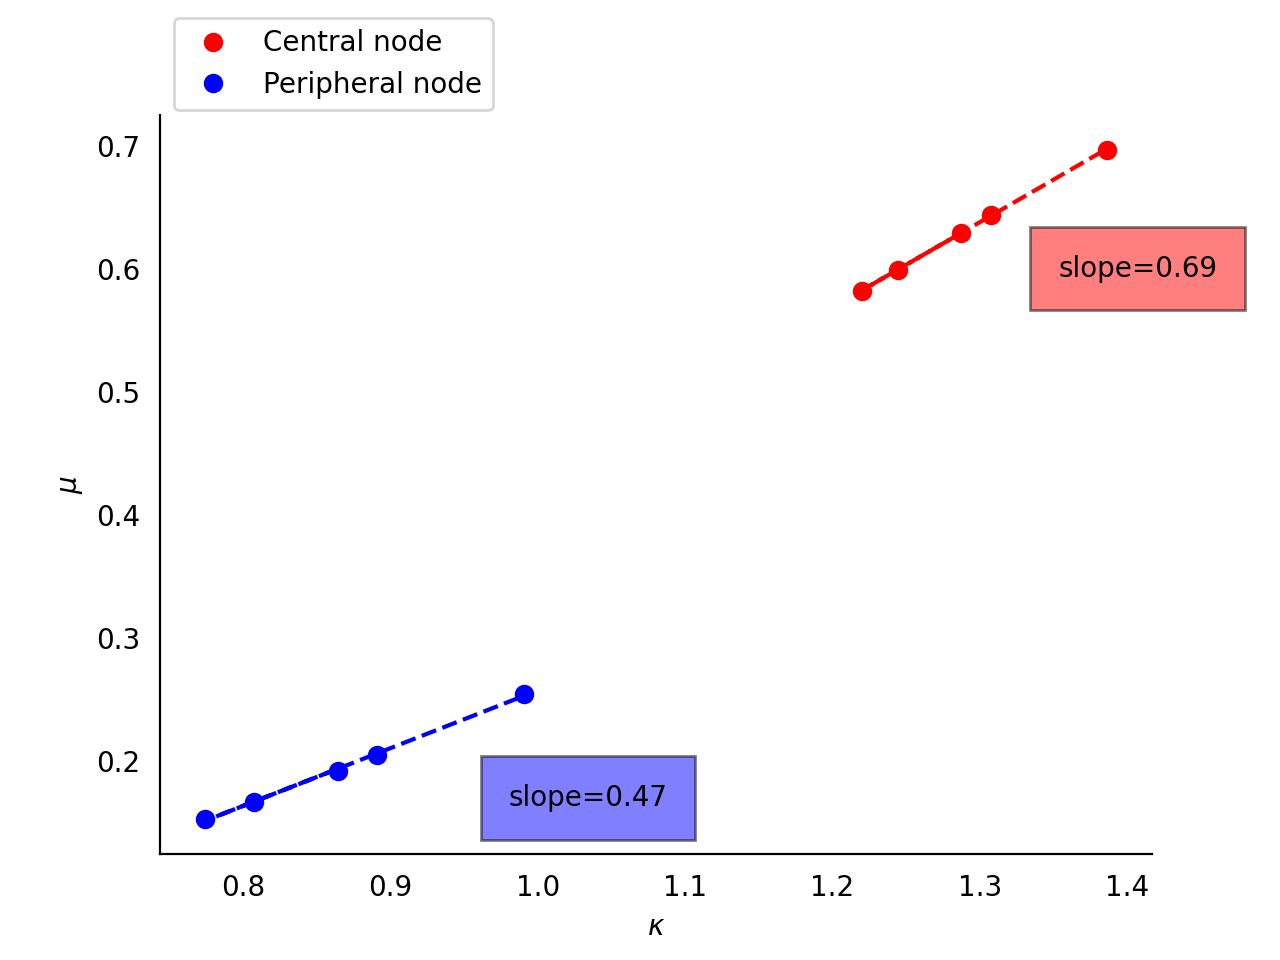 Central node
Peripheral node
0.7
0.6
0.5
0.4
0.3
0.2
μ
slope=0.69
slope=0.47
0.8 0.9 1.0 1.1 1.2 1.3 1.4
κ